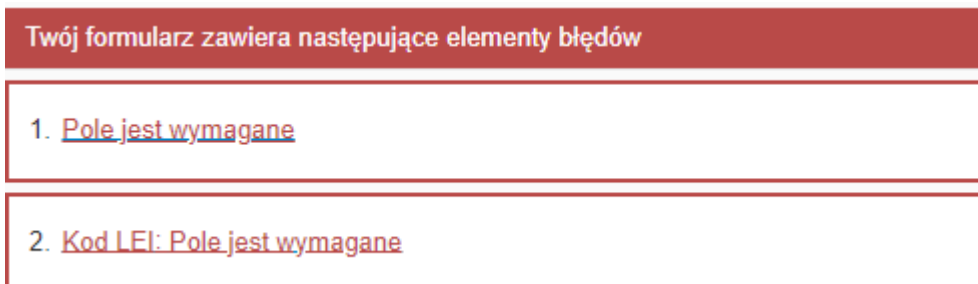 Twój formularz zawiera następujące elementy błędów
1. Pole jest wymagane
2. Kod LEI: Pole jest wymagane